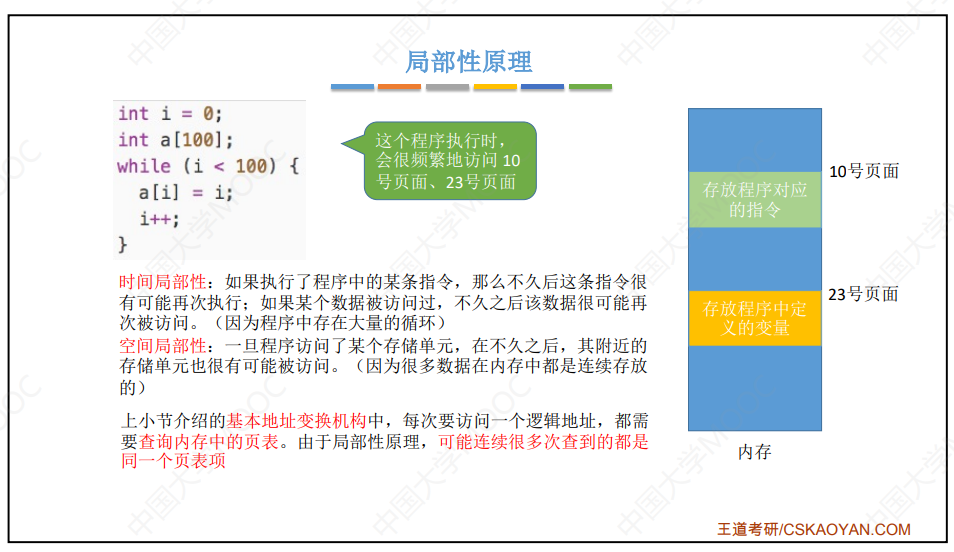 局部性原理
int i = 0;
int a[100];
while (i < 100) {
a[i] = i;
i++;
}
这个程序执行时，
会很频繁地访问 10
号页面、23号页面
时间局部性：如果执行了程序中的某条指令，那么不久后这条指令很
有可能再次执行；如果某个数据被访问过，不久之后该数据很可能再
次被访问。（因为程序中存在大量的循环）
空间局部性：一旦程序访问了某个存储单元，在不久之后，其附近的
存储单元也很有可能被访问。（因为很多数据在内存中都是连续存放
的）
上小节介绍的基本地址变换机构中，每次要访问一个逻辑地址，都需
要查询内存中的页表。由于局部性原理，可能连续很多次查到的都是
同一个页表项
10号页面
存放程序对应
的指令
23号页面
存放程序中定
义的变量
内存
王道考研/CSKAOYAN.COM
中国大学MOOC